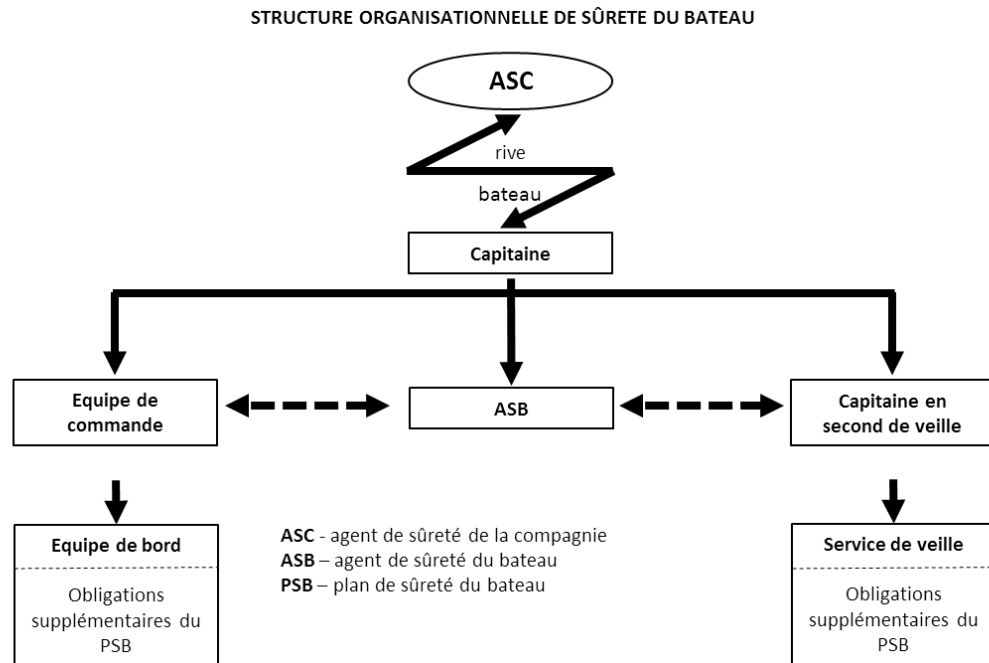 STRUCTURE ORGANISATIONNELLE DE SÛRETE DU BATEAU
ASC
rive
bateau
Capitaine
Equipe de
commande
ASB
Capitaine en
second de veille
Equipe de bord
Obligations
supplémentaires du
PSB
ASC - agent de sûreté de la compagnie
ASB – agent de sûreté du bateau
PSB – plan de sûreté du bateau
Service de veille
Obligations
supplémentaires du
PSB